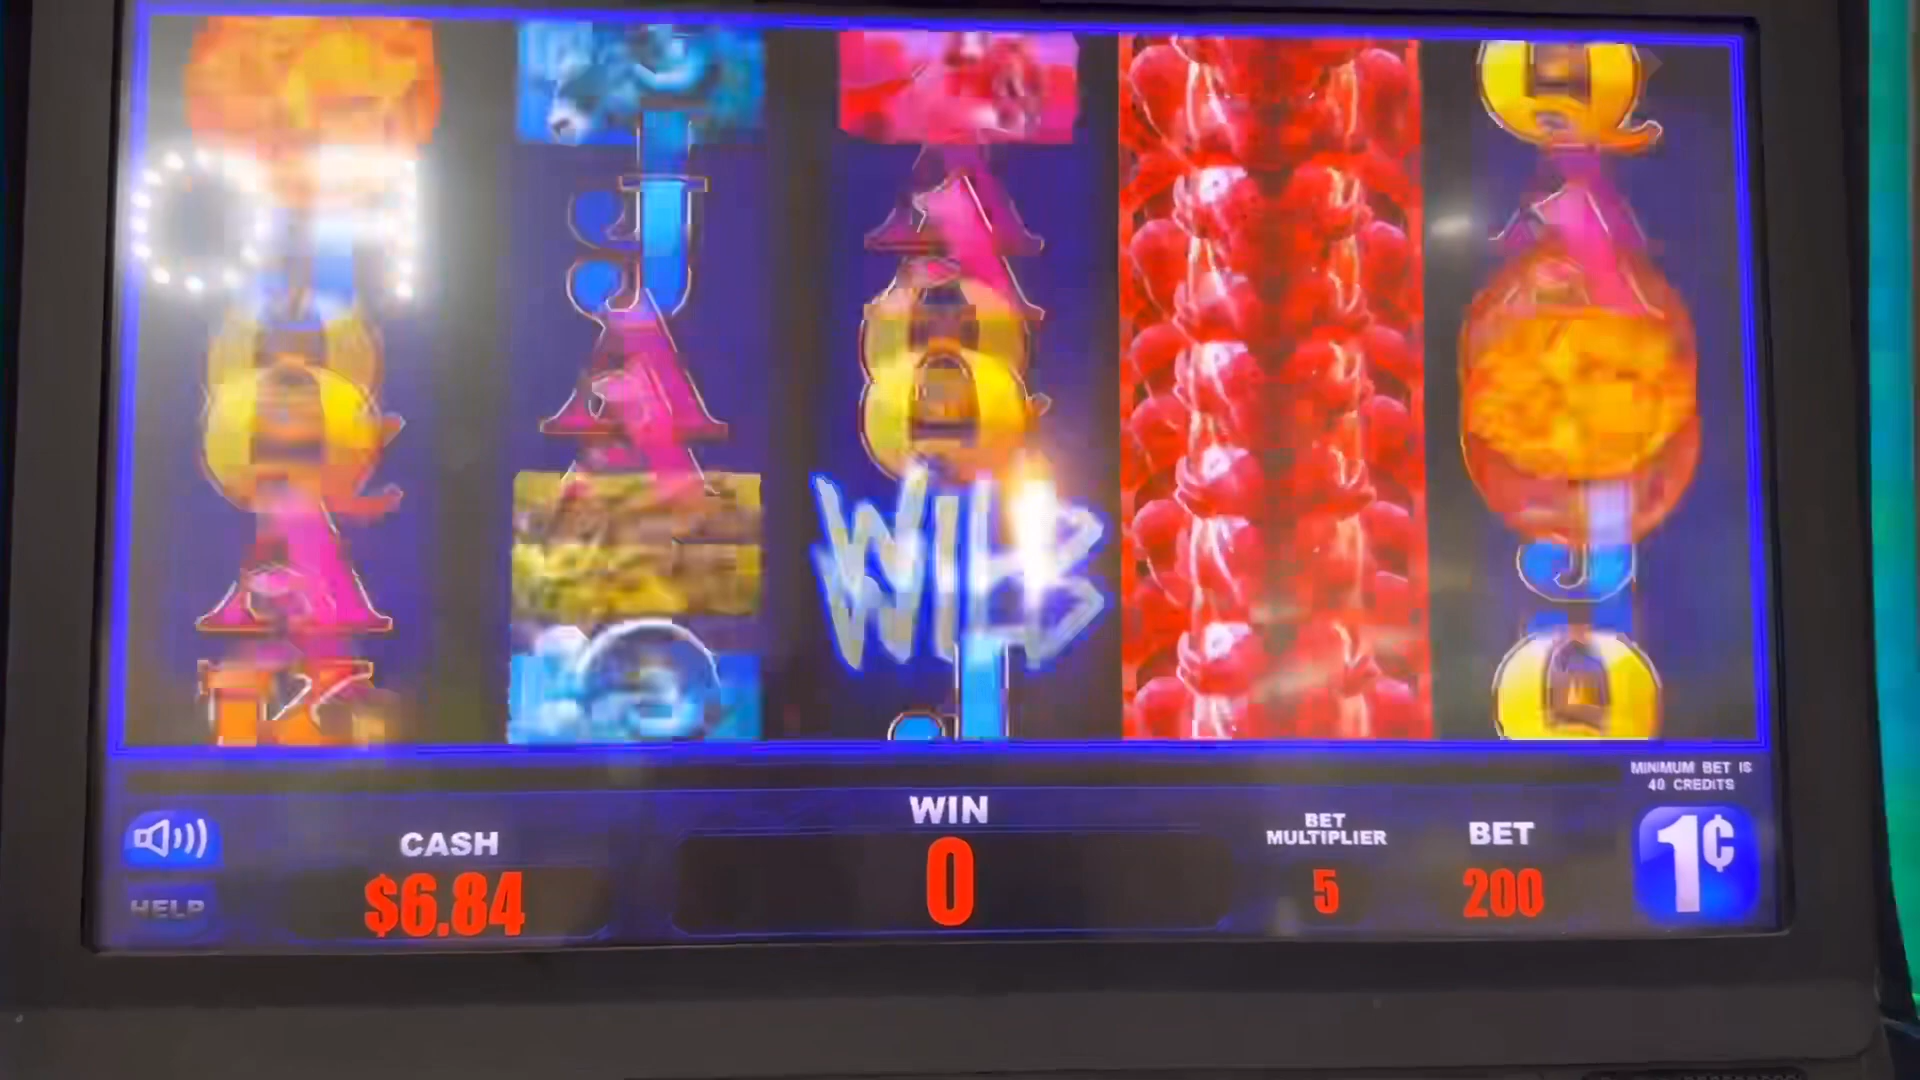 WILD
MINIMUM BET IS
40 CREDITS
CASH
$6.84
WIN
0
BET
MULTIPLIER
5
BET
200
1¢
HELP